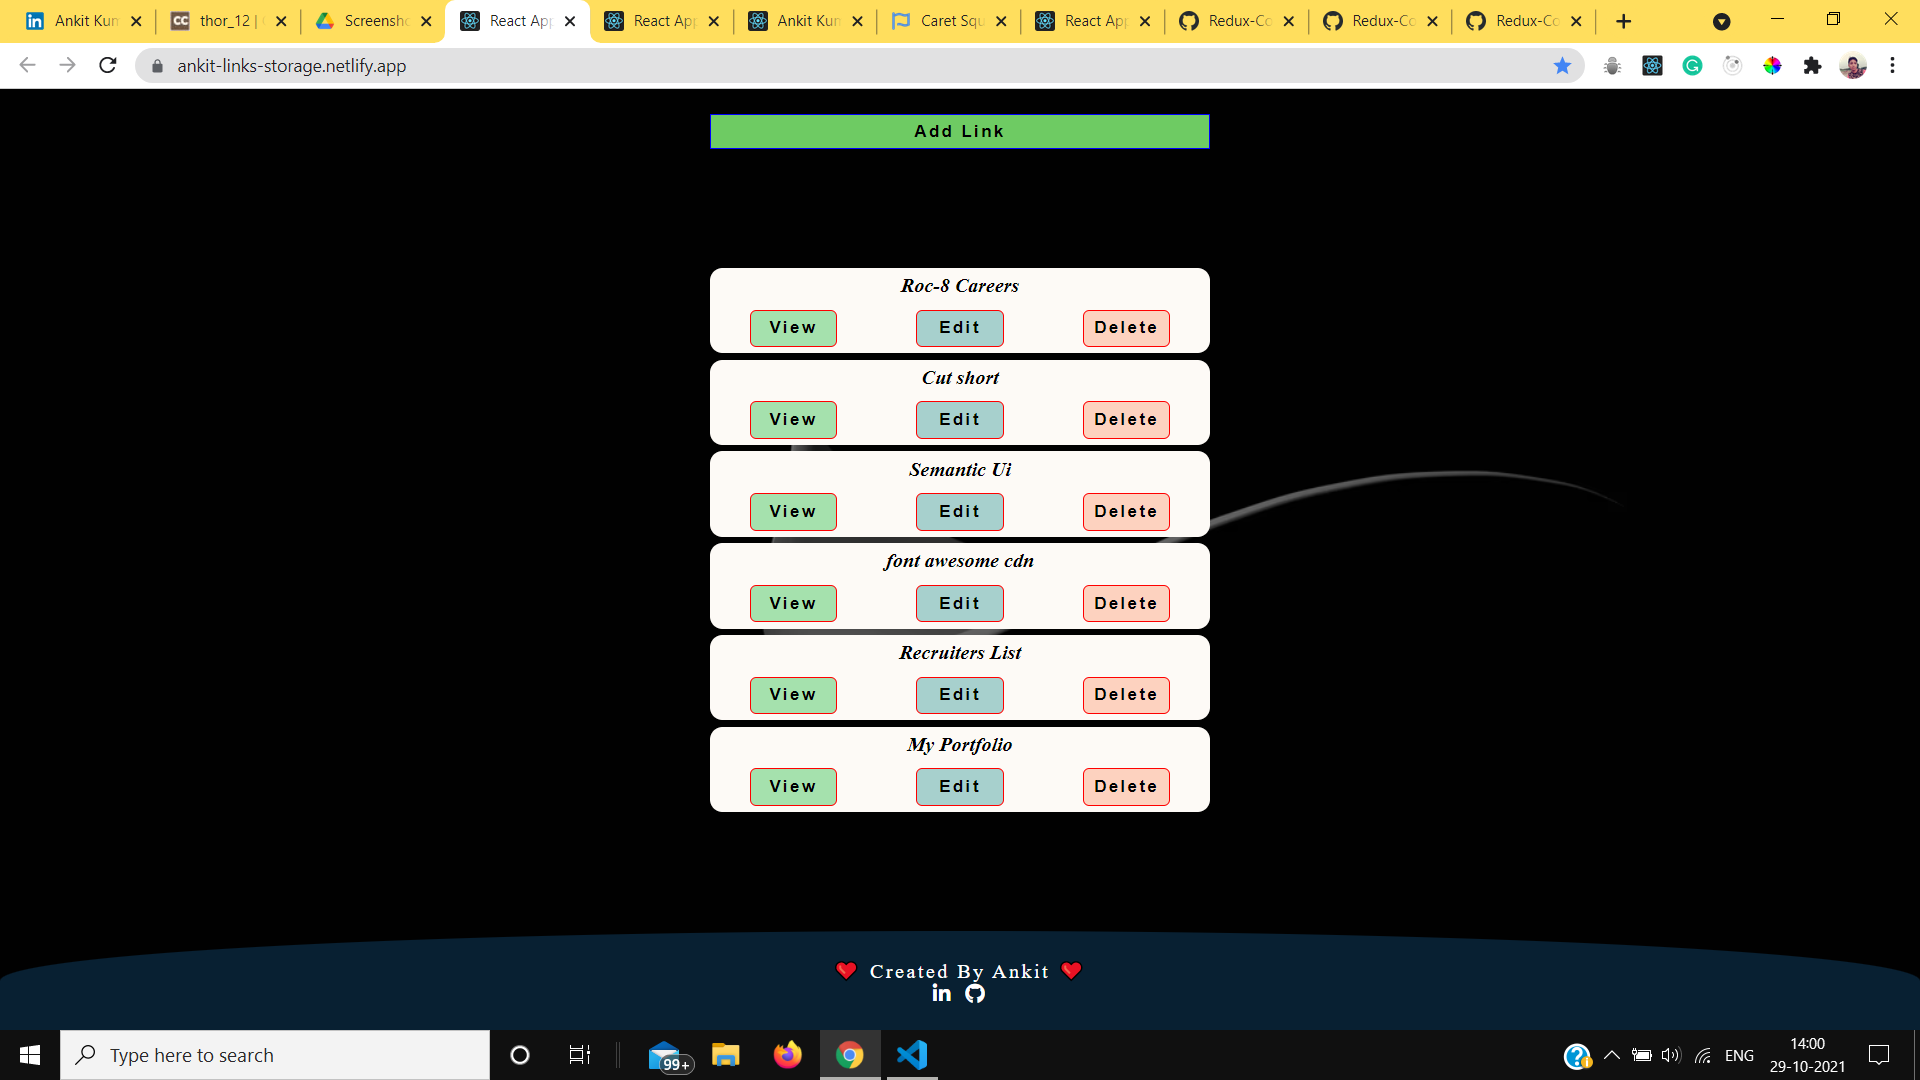 Ankit Kum
thor_12 | C
Screensho
React App
React App
Ankit Kum
Caret Squ
React App
Redux-Co
Redux-Co
Redux-Co
ankit-links-storage.netlify.app
Add Link
Roc-8 Careers
View Edit Delete
Cut short
View Edit Delete
Semantic Ui
View Edit Delete
font awesome cdn
View Edit Delete
Recruiters List
View Edit Delete
My Portfolio
View Edit Delete
Created By Ankit
Type here to search
99+
ENG
14:00
29-10-2021